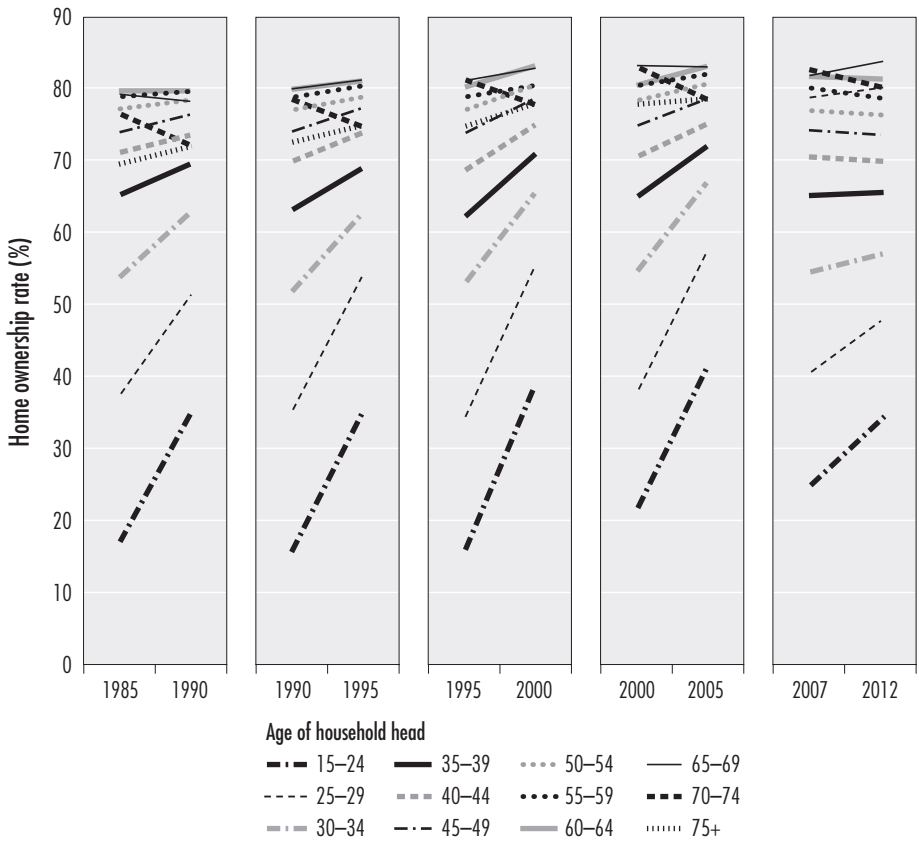 Home ownership rate (%)
90
80
70
60
50
40
30
20
10
0
1985 1990 1990 1995 1995 2000 2000 2005 2007 2012
Age of household head
15–24 35–39 50–54 65–69
25–29 40–44 55–59 70–74
30–34 45–49 60–64 75+